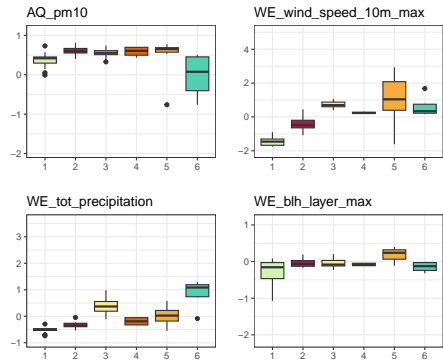 AQ_pm10
1
0
−1
−2
1 2 3 4 5 6
WE_wind_speed_10m_max
4
2
0
−2
1 2 3 4 5 6
WE_tot_precipitation
3
2
1
0
−1
1 2 3 4 5 6
WE_blh_layer_max
1
0
−1
−2
1 2 3 4 5 6